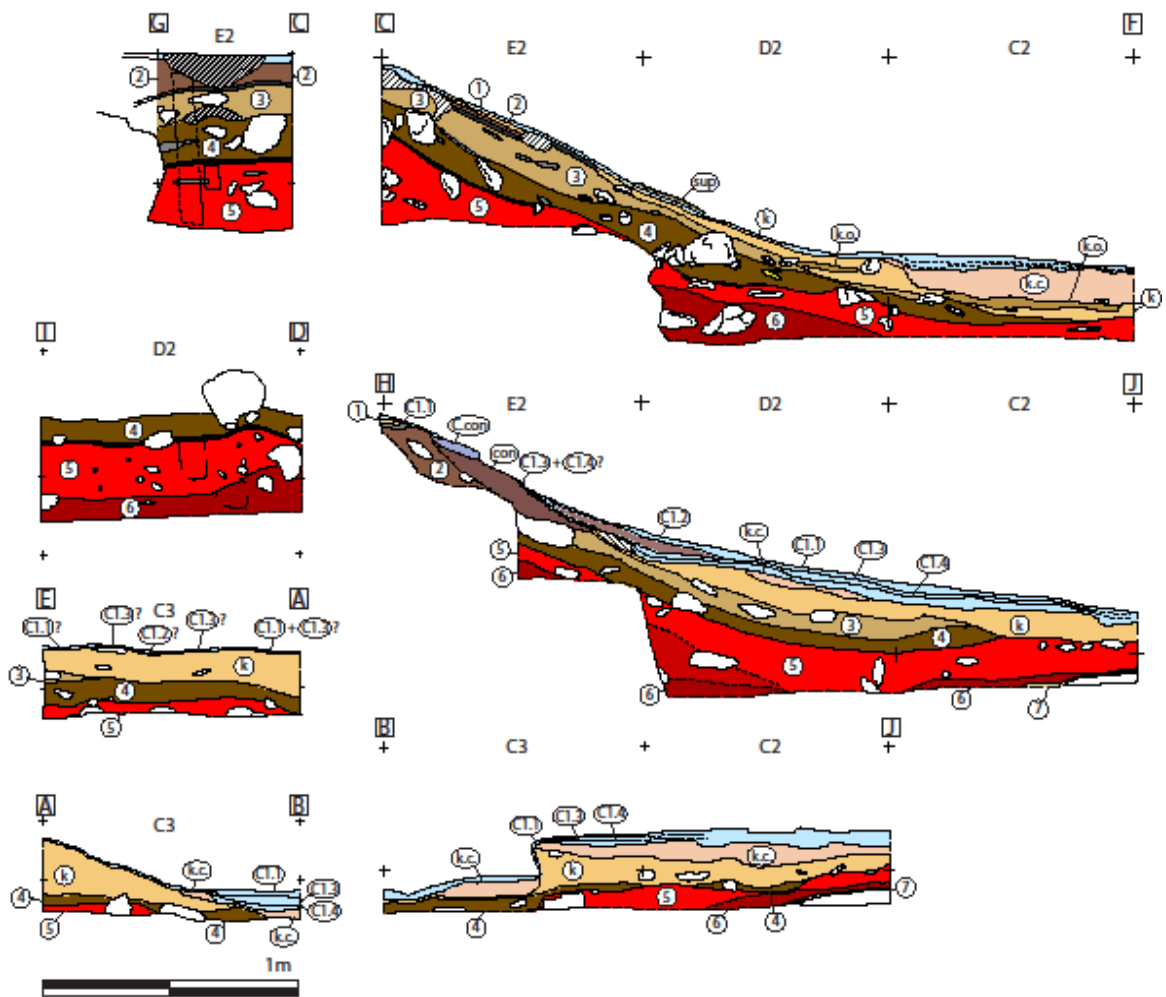 G C
E2
2 2
3
4
5
C F
E2 D2 C2
1
3 2
3
sup
5 4 k
k.o. k.o.
k.c.
k
5
6
I D
D2
4
5
6
H J
E2 D2 C2
1 C1.1
C.con
2 con C1.3+C1.4?
C1.2
k.c. C1.1
C1.3
C1.4
5
6
3 4 k
5
6 6
7
E A
C3
C1.1? C1.3? C1.2? C1.3? C1.1+C1.3?
k
3
4
5
B J
C3 C2
C1.1 C1.3
C1.4
k.c. k.c.
k
5 7
4 6 4
A B
C3
k k.c. C1.1
C1.3
4 C1.4
5 4 k.c.
1m